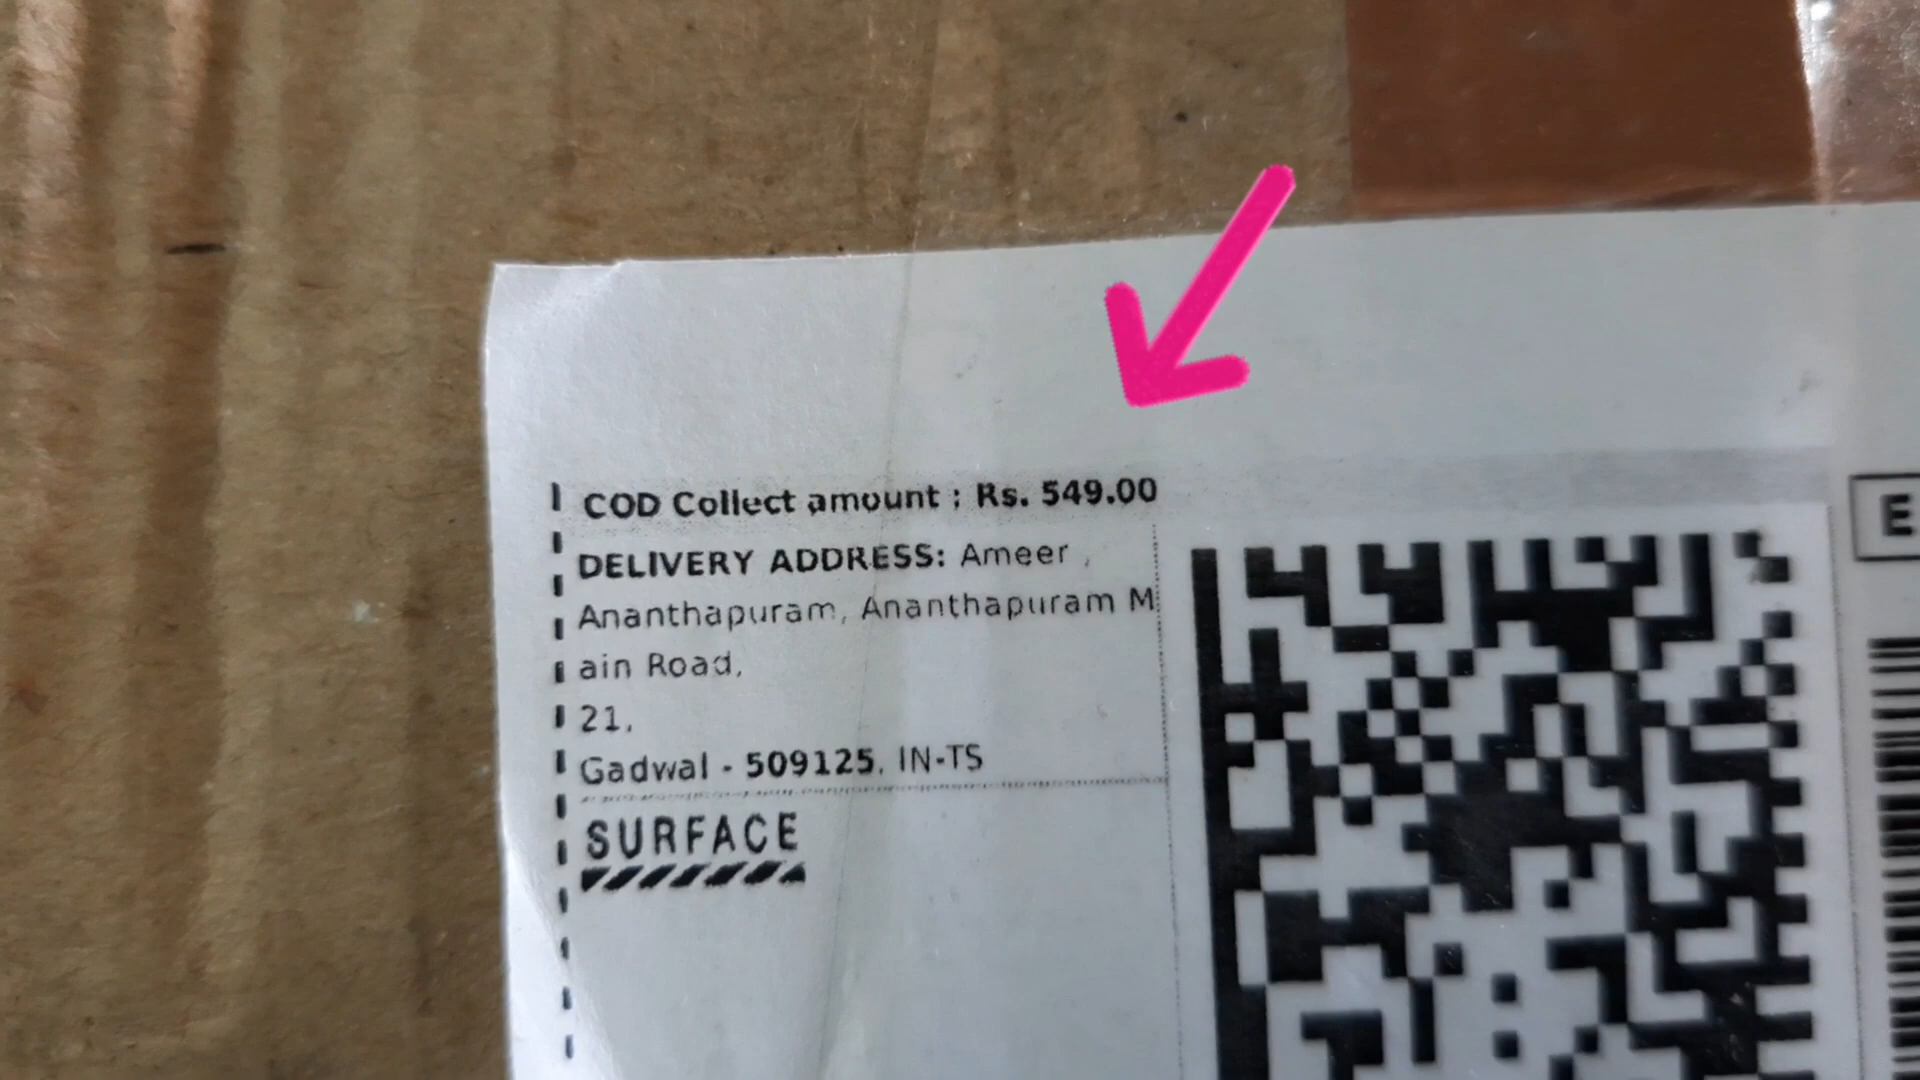 COD Collect amount : Rs. 549.00
DELIVERY ADDRESS: Ameer ,
Ananthapuram, Ananthapuram M
ain Road,
21,
Gadwal - 509125, IN-TS
SURFACE
E